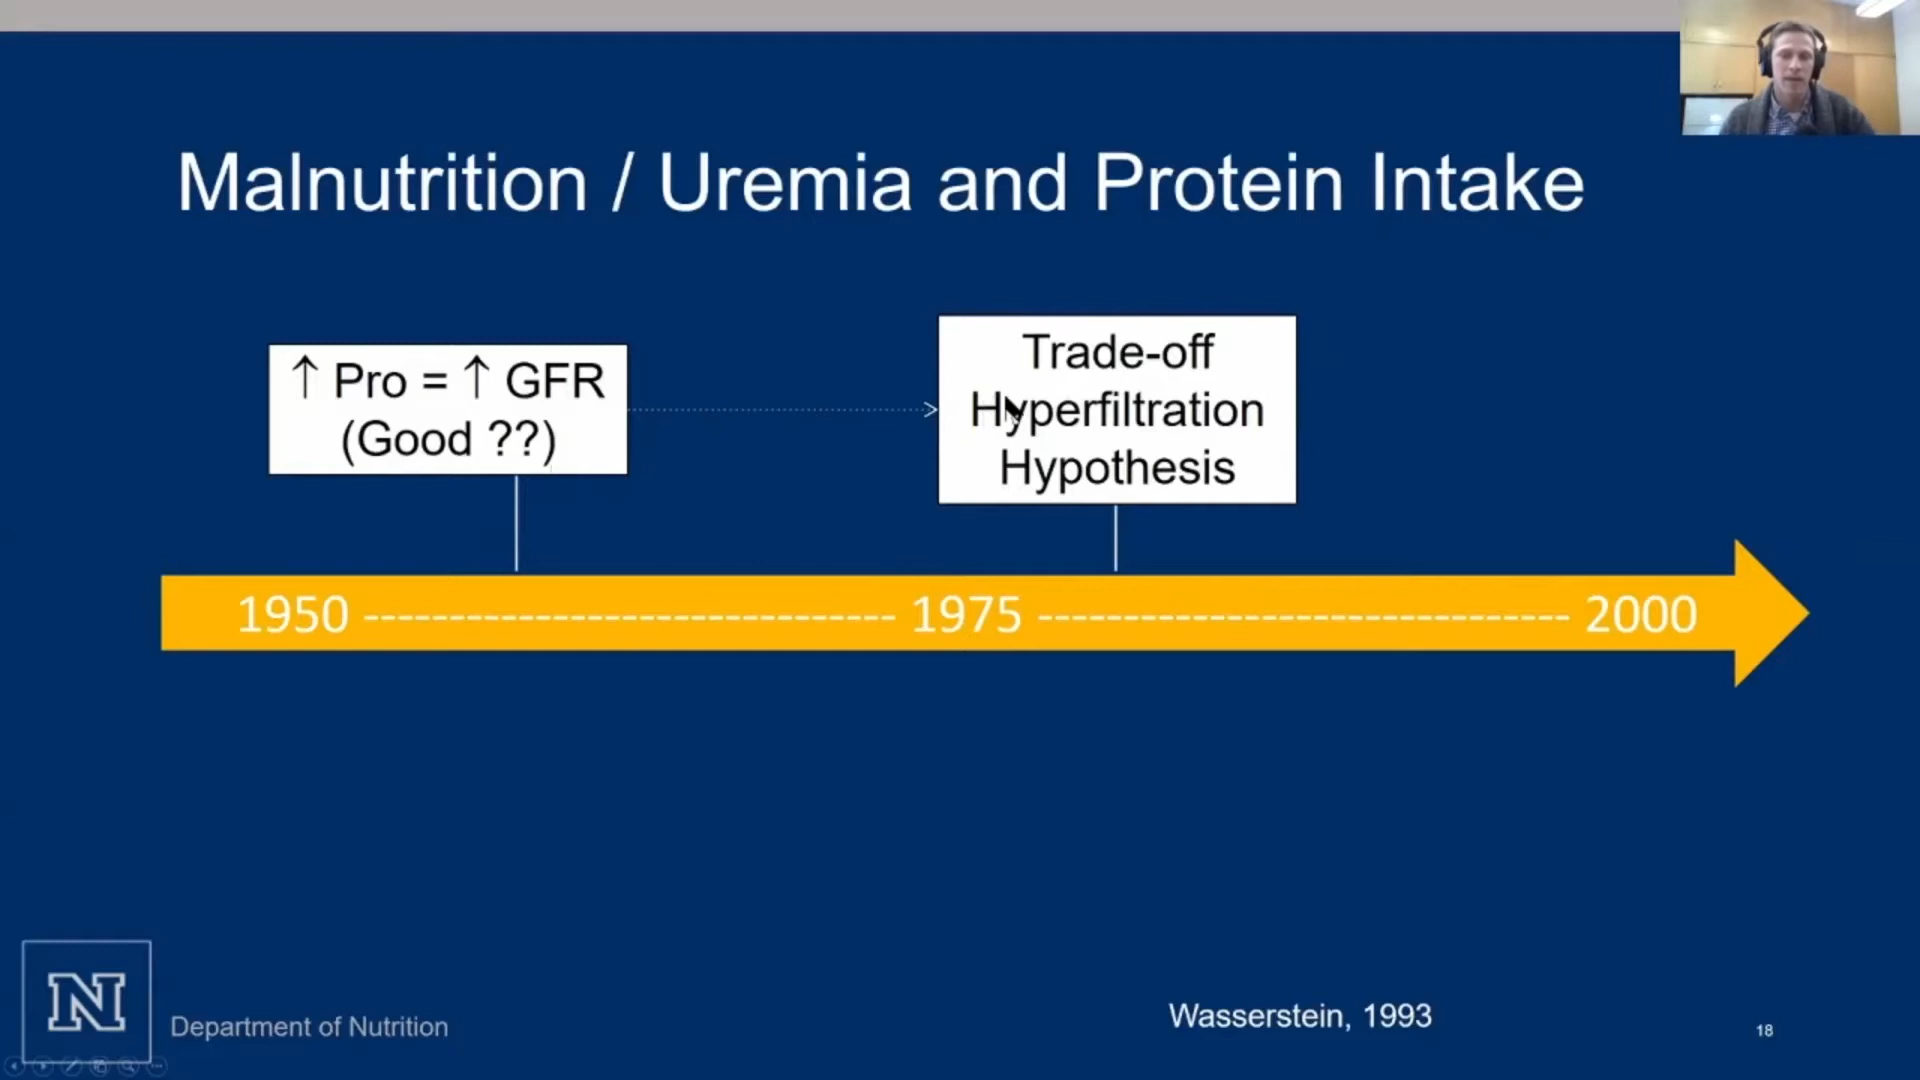 Malnutrition / Uremia and Protein Intake
↑ Pro = ↑ GFR
(Good ??)
Trade-off
Hyperfiltration
Hypothesis
1950 ------------------------------- 1975 ------------------------------- 2000
N
Department of Nutrition
Wasserstein, 1993
18